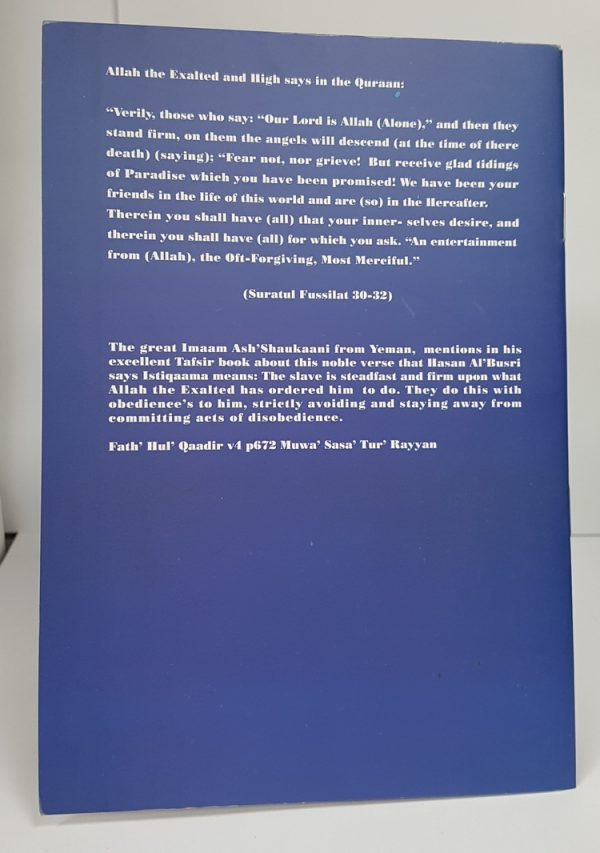 Allah the Exalted and High says in the Quraan:
“Verily, those who say: “Our Lord is Allah (Alone),” and then they
stand firm, on them the angels will descend (at the time of there
death) (saying); “Fear not, nor grieve! But receive glad tidings
of Paradise which you have been promised! We have been your
friends in the life of this world and are (so) in the Hereafter.
Therein you shall have (all) that your inner- selves desire, and
therein you shall have (all) for which you ask. “An entertainment
from (Allah), the Oft-Forgiving, Most Merciful.”
(Suratul Fussilat 30-32)
The great Imaam Ash’Shaukaani from Yeman, mentions in his
excellent Tafsir book about this noble verse that Hasan Al’Busri
says Istiqaama means: The slave is steadfast and firm upon what
Allah the Exalted has ordered him to do. They do this with
obedience’s to him, strictly avoiding and staying away from
committing acts of disobedience.
Fath’ Hul’ Qaadir v4 p672 Muwa’ Sasa’ Tur’ Rayyan